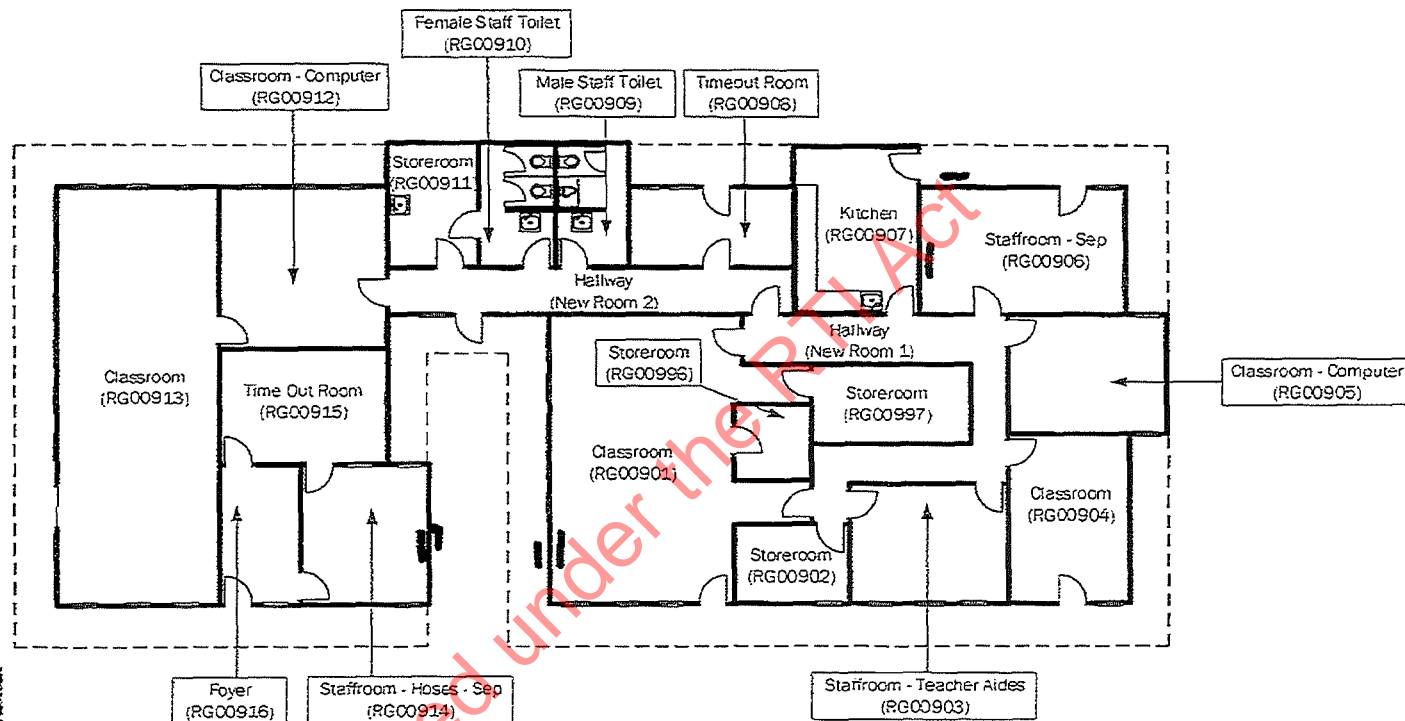 Female Staff Toilet
(RG00910)
Classroom - Computer
(RG00912)
Male Staff Toilet
(RG00909)
Timeout Room
(RG00908)
Storeroom
(RG00911)
Kitchen
(RG00907)
Staffroom - Sep
(RG00906)
Hallway
(New Room 2)
Hallway
(New Room 1)
Storeroom
(RG00996)
Classroom - Computer
(RG00905)
Classroom
(RG00913)
Time Out Room
(RG00915)
Storeroom
(RG00997)
Classroom
(RG00901)
Classroom
(RG00904)
Storeroom
(RG00902)
Foyer
(RG00916)
Staffroom - Hoses - Sep
(RG00914)
Staffroom - Teacher Aides
(RG00903)
ed under the RTI Act